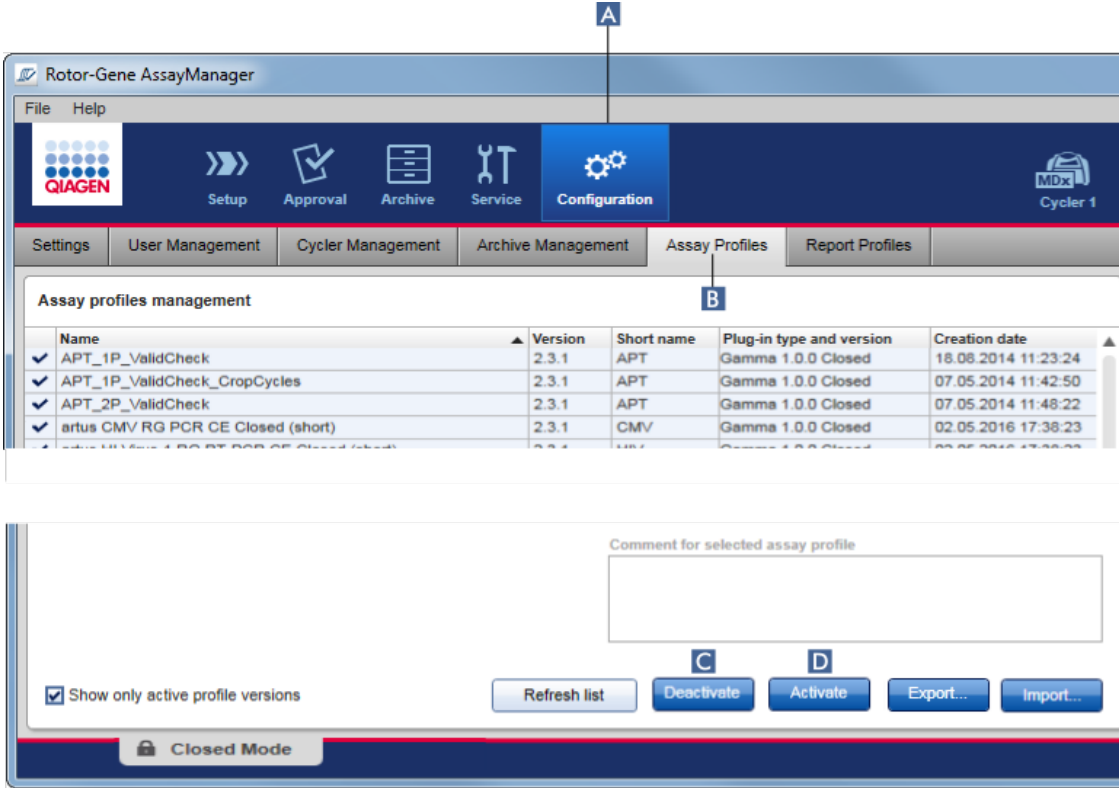 A
Rotor-Gene AssayManager
File Help
QIAGEN
Setup Approval Archive Service Configuration
MDx
Cycler 1
Settings User Management Cycler Management Archive Management Assay Profiles Report Profiles
B
Assay profiles management
Name Version Short name Plug-in type and version Creation date
APT_1P_ValidCheck 2.3.1 APT Gamma 1.0.0 Closed 18.08.2014 11:23:24
APT_1P_ValidCheck_CropCycles 2.3.1 APT Gamma 1.0.0 Closed 07.05.2014 11:42:50
APT_2P_ValidCheck 2.3.1 APT Gamma 1.0.0 Closed 07.05.2014 11:48:22
artus CMV RG PCR CE Closed (short) 2.3.1 CMV Gamma 1.0.0 Closed 02.05.2016 17:38:23
Comment for selected assay profile
C D
Show only active profile versions
Refresh list Deactivate Activate Export... Import...
Closed Mode